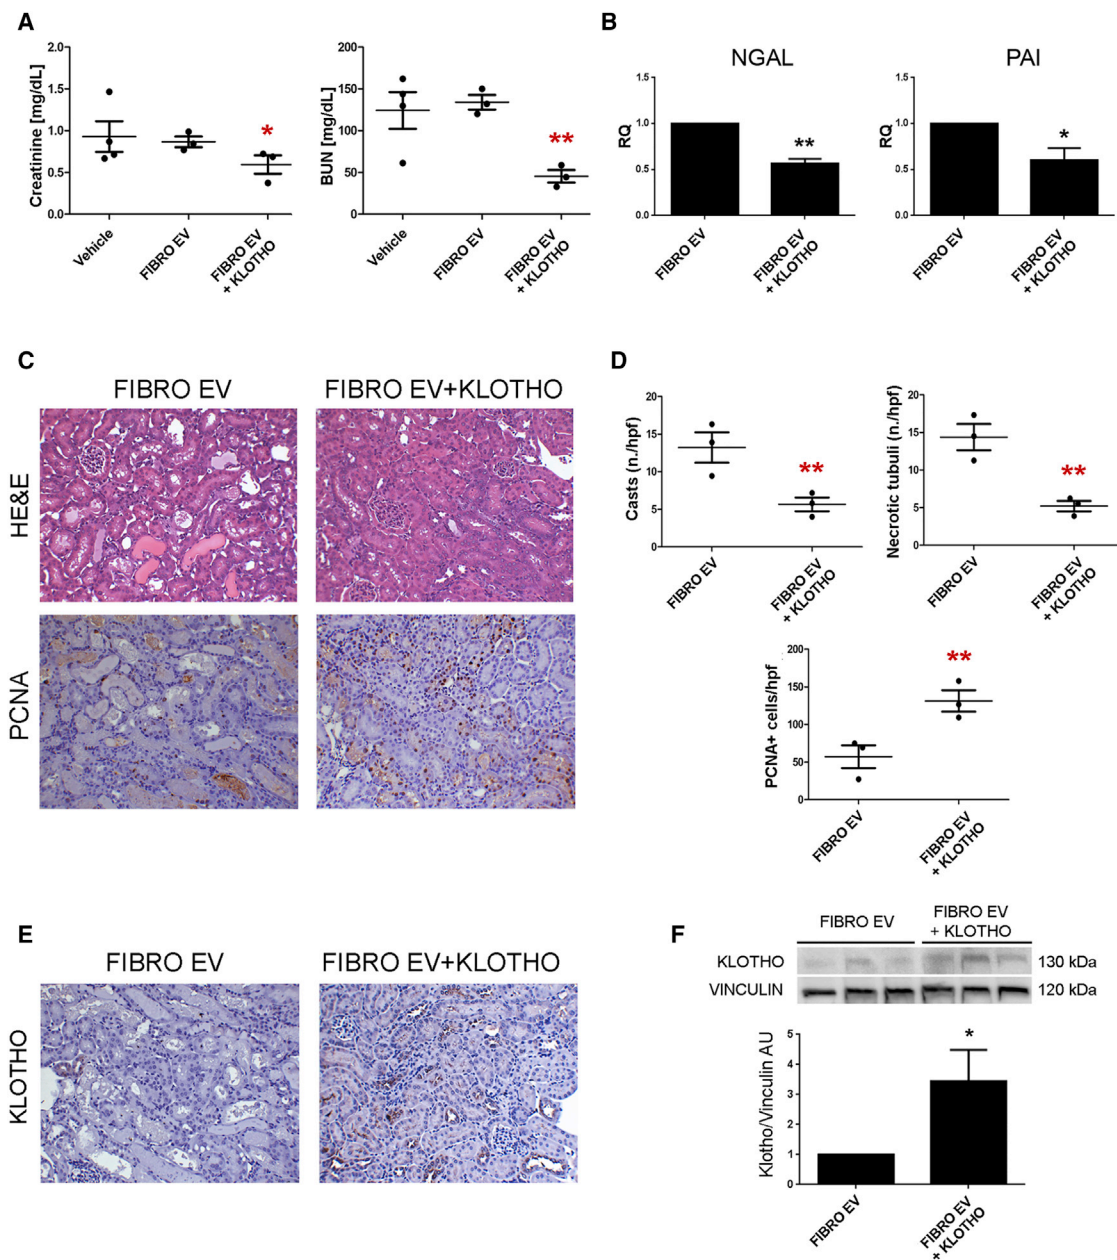 A
Creatinine [mg/dL]
2.0
1.5
1.0
0.5
0.0
*
Vehicle
FIBRO EV
FIBRO EV
+ KLOTHO
BUN [mg/dL]
200
150
100
50
0
**
Vehicle
FIBRO EV
FIBRO EV
+ KLOTHO
B
NGAL
RQ
1.5
1.0
0.5
0.0
**
FIBRO EV
FIBRO EV
+ KLOTHO
PAI
RQ
1.5
1.0
0.5
0.0
*
FIBRO EV
FIBRO EV
+ KLOTHO
C
FIBRO EV
FIBRO EV+KLOTHO
HE&E
PCNA
D
Casts (n./hpf)
20
15
10
5
0
**
FIBRO EV
FIBRO EV
+ KLOTHO
Necrotic tubuli (n./hpf)
20
15
10
5
0
**
FIBRO EV
FIBRO EV
+ KLOTHO
PCNA+ cells/hpf
200
150
100
50
0
**
FIBRO EV
FIBRO EV
+ KLOTHO
E
FIBRO EV
FIBRO EV+KLOTHO
KLOTHO
F
FIBRO EV
FIBRO EV
+ KLOTHO
KLOTHO
130 kDa
VINCULIN
120 kDa
Klotho/Vinculin AU
5
4
3
2
1
0
*
FIBRO EV
FIBRO EV
+ KLOTHO